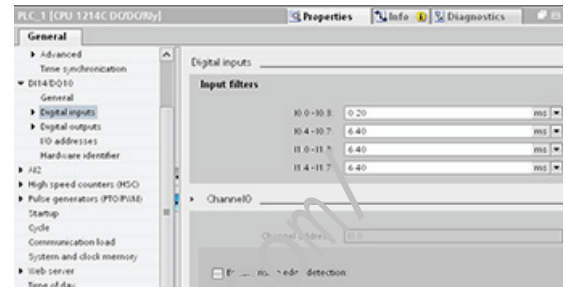 PLC_1 [CPU 1214C DC/DC/Rly]
Properties
Info
Diagnostics
General
Advanced
Time synchronization
DI14/DQ10
General
Digital inputs
Digital outputs
I/O addresses
Hardware identifier
AI2
High speed counters (HSC)
Pulse generators (PTO/PWM)
Startup
Cycle
Communication load
System and clock memory
Web server
Time of day
Digital inputs
Input filters
I0.0-I0.3: 0.20 ms
I0.4-I0.7: 6.40 ms
I1.0-I1.3: 6.40 ms
I1.4-I1.7: 6.40 ms
Channel0
Channel address: I0.0
detection